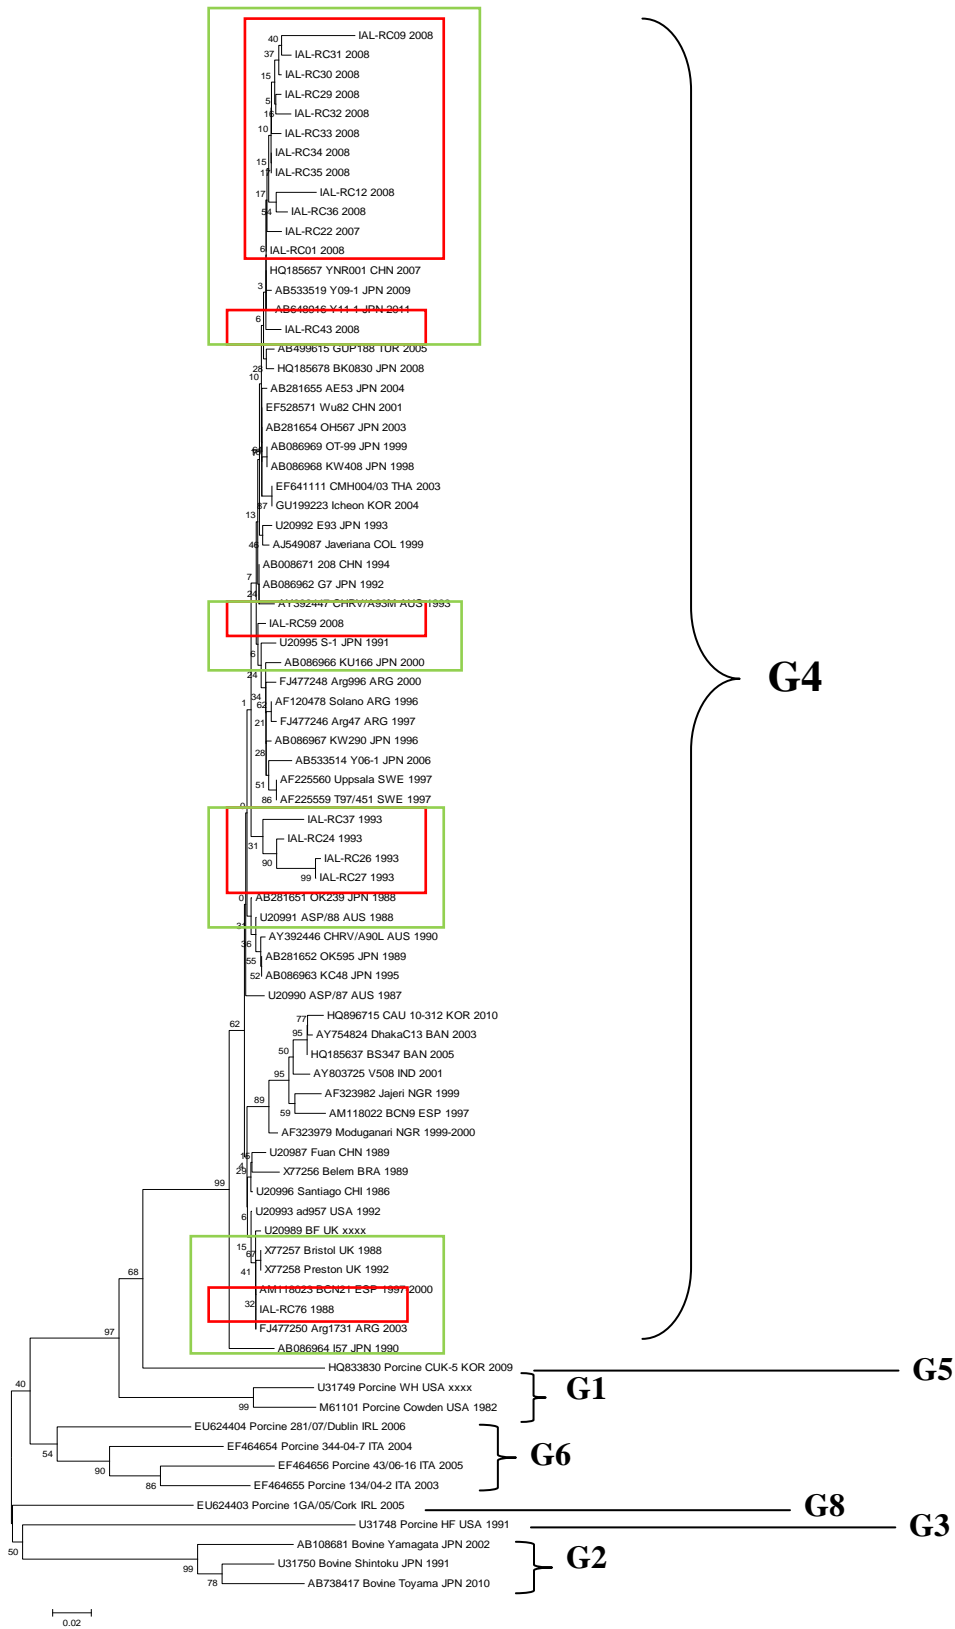 40
IAL-RC09 2008
37
IAL-RC31 2008
15
IAL-RC30 2008
5
IAL-RC29 2008
16
IAL-RC32 2008
10
IAL-RC33 2008
IAL-RC34 2008
15
17
IAL-RC35 2008
17
IAL-RC12 2008
54
IAL-RC36 2008
IAL-RC22 2007
6
IAL-RC01 2008
HQ185657 YNR001 CHN 2007
3
AB533519 Y09-1 JPN 2009
AB648916 Y11-1 JPN 2011
6
IAL-RC43 2008
AB499615 GUP188 TUR 2005
28
HQ185678 BK0830 JPN 2008
10
AB281655 AE53 JPN 2004
EF528571 Wu82 CHN 2001
AB281654 OH567 JPN 2003
AB086969 OT-99 JPN 1999
AB086968 KW408 JPN 1998
EF641111 CMH004/03 THA 2003
37
GU199223 Icheon KOR 2004
13
U20992 E93 JPN 1993
46
AJ549087 Javeriana COL 1999
AB008671 208 CHN 1994
7
AB086962 G7 JPN 1992
24
AY392447 CHRV/A93M AUS 1993
IAL-RC59 2008
U20995 S-1 JPN 1991
6
AB086966 KU166 JPN 2000
24
FJ477248 Arg996 ARG 2000
G4
34
1
62
AF120478 Solano ARG 1996
21
FJ477246 Arg47 ARG 1997
AB086967 KW290 JPN 1996
28
AB533514 Y06-1 JPN 2006
51
AF225560 Uppsala SWE 1997
86
AF225559 T97/451 SWE 1997
IAL-RC37 1993
31
IAL-RC24 1993
90
IAL-RC26 1993
99
IAL-RC27 1993
0
AB281651 OK239 JPN 1988
U20991 ASP/88 AUS 1988
36
AY392446 CHRV/A90L AUS 1990
55
AB281652 OK595 JPN 1989
52
AB086963 KC48 JPN 1995
U20990 ASP/87 AUS 1987
77
HQ896715 CAU 10-312 KOR 2010
62
95
AY754824 DhakaC13 BAN 2003
50
HQ185637 BS347 BAN 2005
95
AY803725 V508 IND 2001
AF323982 Jajeri NGR 1999
89
59
AM118022 BCN9 ESP 1997
AF323979 Moduganari NGR 1999-2000
U20987 Fuan CHN 1989
29
X77256 Belem BRA 1989
99
U20996 Santiago CHI 1986
6
U20993 ad957 USA 1992
U20989 BF UK xxxx
15
X77257 Bristol UK 1988
67
41
X77258 Preston UK 1992
68
AM118023 BCN21 ESP 1997-2000
32
IAL-RC76 1988
FJ477250 Arg1731 ARG 2003
97
AB086964 I57 JPN 1990
HQ833830 Porcine CUK-5 KOR 2009
G5
40
U31749 Porcine WH USA xxxx
G1
99
M61101 Porcine Cowden USA 1982
EU624404 Porcine 281/07/Dublin IRL 2006
54
EF464654 Porcine 344-04-7 ITA 2004
G6
90
EF464656 Porcine 43/06-16 ITA 2005
86
EF464655 Porcine 134/04-2 ITA 2003
EU624403 Porcine 1GA/05/Cork IRL 2005
G8
U31748 Porcine HF USA 1991
G3
50
AB108681 Bovine Yamagata JPN 2002
99
U31750 Bovine Shintoku JPN 1991
G2
78
AB738417 Bovine Toyama JPN 2010
0.02